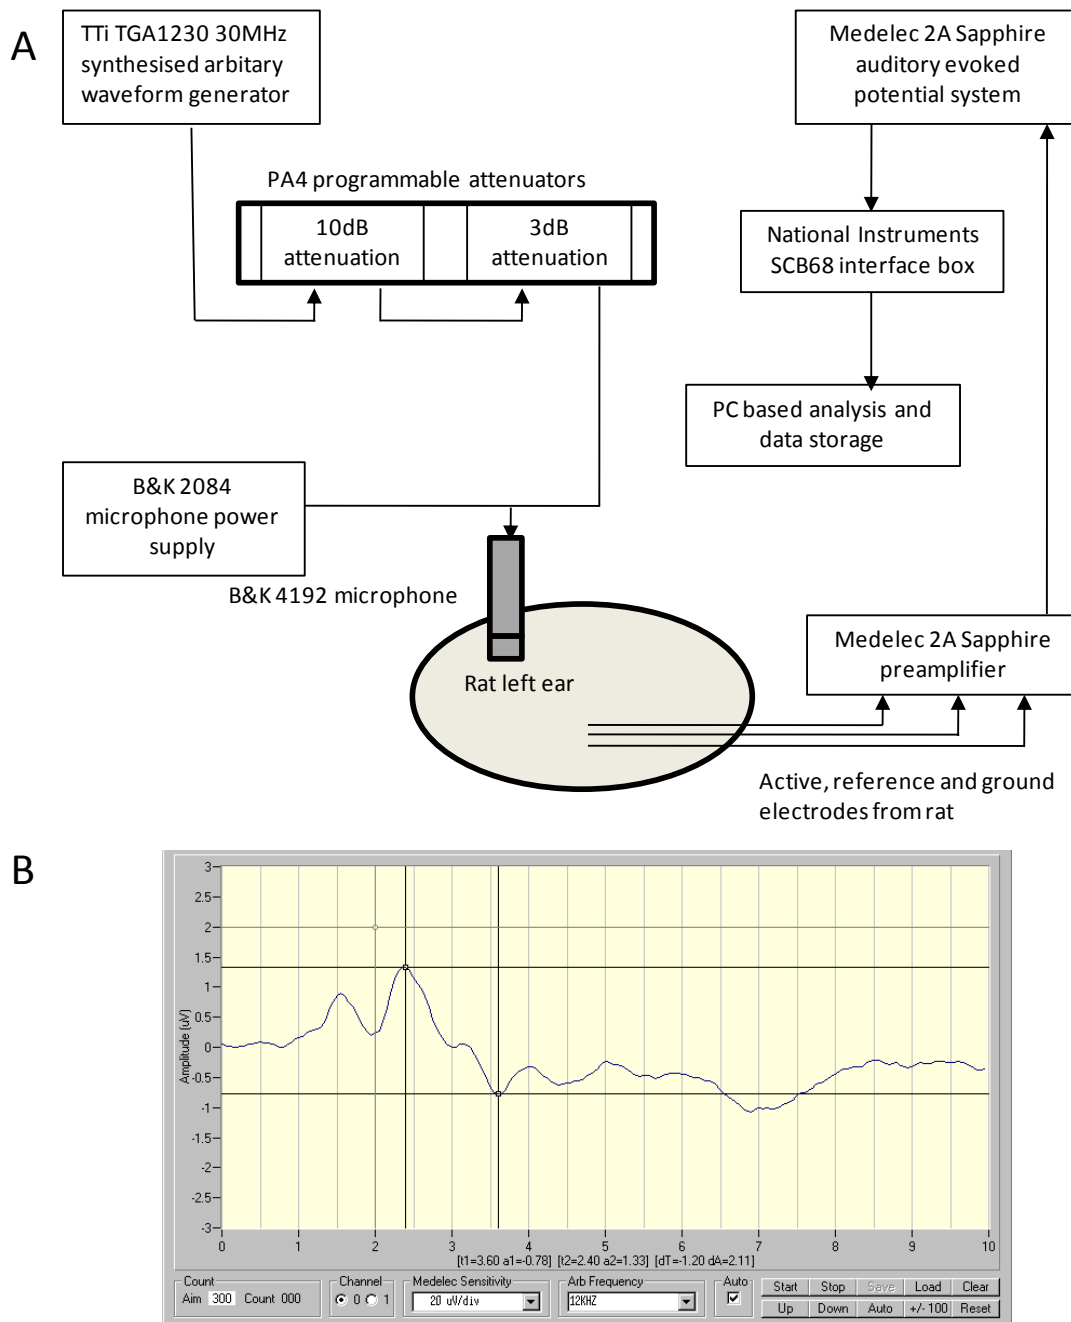 A
TTi TGA1230 30MHz
synthesised arbitary
waveform generator
Medelec 2A Sapphire
auditory evoked
potential system
PA4 programmable attenuators
10dB
attenuation
3dB
attenuation
National Instruments
SCB68 interface box
PC based analysis and
data storage
B&K 2084
microphone power
supply
B&K 4192 microphone
Rat left ear
Medelec 2A Sapphire
preamplifier
Active, reference and ground
electrodes from rat
B
Amplitude (uV)
3
2.5
2
1.5
1
0.5
0
-0.5
-1
-1.5
-2
-2.5
-3
0 1 2 3 4 5 6 7 8 9 10
[t1=3.60 a1=-0.78] [t2=2.40 a2=1.33] [dT=-1.20 dA=2.11]
Count
Aim 300 Count 000
Channel
0 1
Medelec Sensitivity
20 uV/div
Arb Frequency
12KHZ
Auto
Start Stop Save Load Clear
Up Down Auto +/- 100 Reset